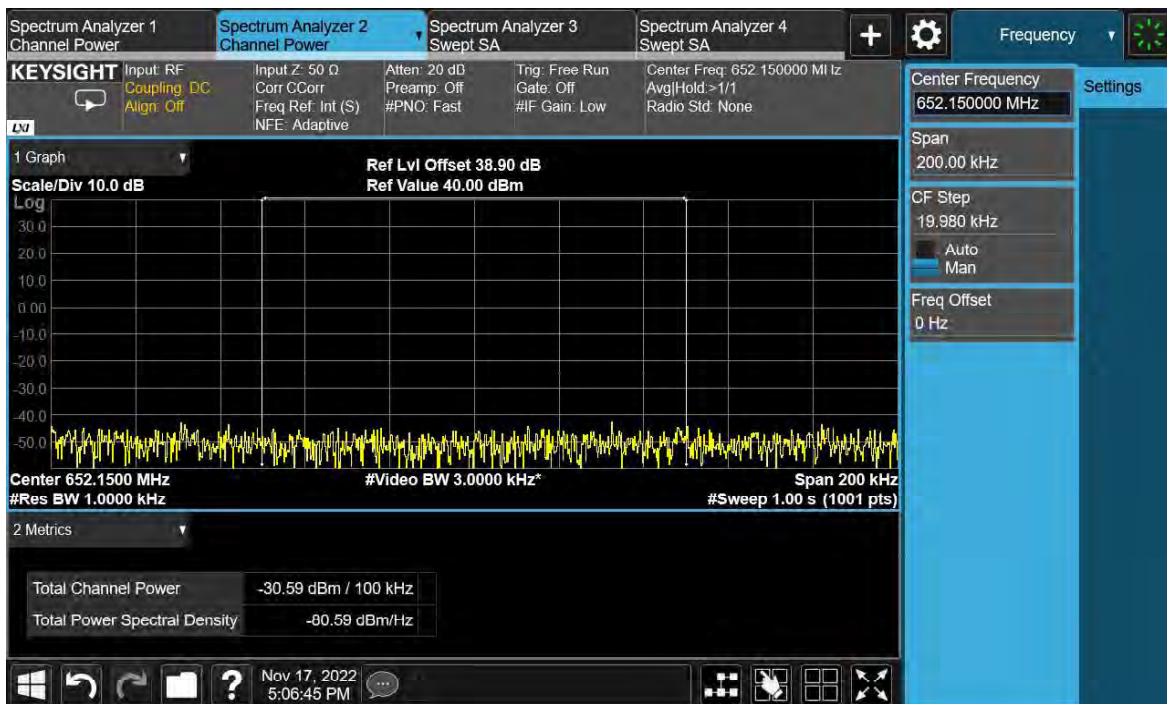 Spectrum Analyzer 1
Channel Power
Spectrum Analyzer 2
Channel Power
Spectrum Analyzer 3
Swept SA
Spectrum Analyzer 4
Swept SA
+
Frequency
KEYSIGHT
LXI
Input: RF
Coupling: DC
Align: Off
Input Z: 50 Ω
Corr CCorr
Freq Ref: Int (S)
NFE: Adaptive
Atten: 20 dB
Preamp: Off
#PNO: Fast
Trig: Free Run
Gate: Off
#IF Gain: Low
Center Freq: 652.150000 MHz
Avg|Hold:>1/1
Radio Std: None
Center Frequency
652.150000 MHz
Settings
Span
200.00 kHz
CF Step
19.980 kHz
Auto
Man
Freq Offset
0 Hz
1 Graph
Scale/Div 10.0 dB
Ref Lvl Offset 38.90 dB
Ref Value 40.00 dBm
Log
30.0
20.0
10.0
0.00
-10.0
-20.0
-30.0
-40.0
-50.0
Center 652.1500 MHz
#Video BW 3.0000 kHz*
Span 200 kHz
#Res BW 1.0000 kHz
#Sweep 1.00 s (1001 pts)
2 Metrics
Total Channel Power -30.59 dBm / 100 kHz
Total Power Spectral Density -80.59 dBm/Hz
?
Nov 17, 2022
5:06:45 PM